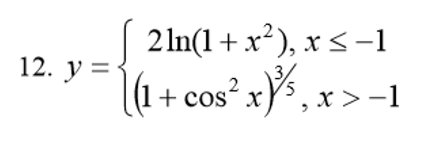 12. y = { 2ln(1 + x²), x ≤ −1
(1 + cos² x)^3/5, x > −1